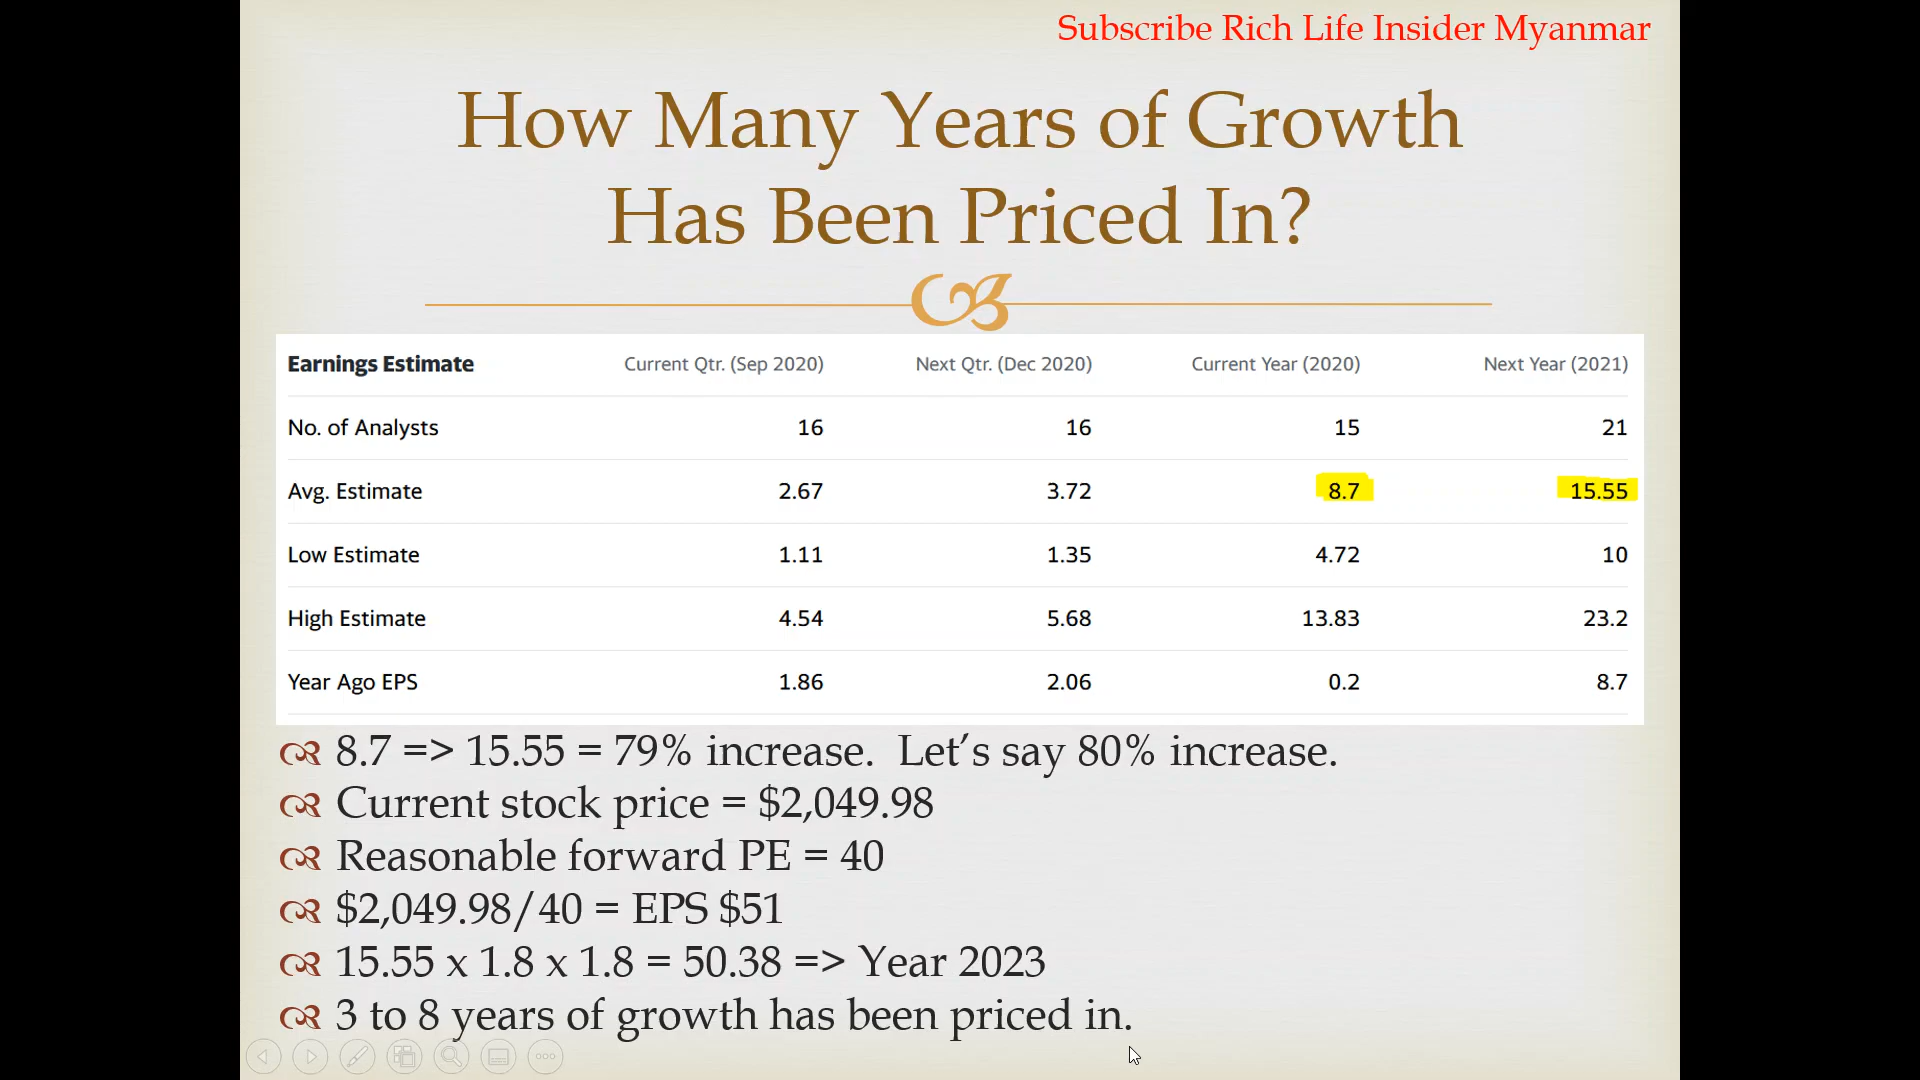 Subscribe Rich Life Insider Myanmar
How Many Years of Growth
Has Been Priced In?
Earnings Estimate Current Qtr. (Sep 2020) Next Qtr. (Dec 2020) Current Year (2020) Next Year (2021)
No. of Analysts 16 16 15 21
Avg. Estimate 2.67 3.72 8.7 15.55
Low Estimate 1.11 1.35 4.72 10
High Estimate 4.54 5.68 13.83 23.2
Year Ago EPS 1.86 2.06 0.2 8.7
8.7 => 15.55 = 79% increase. Let’s say 80% increase.
Current stock price = $2,049.98
Reasonable forward PE = 40
$2,049.98/40 = EPS $51
15.55 x 1.8 x 1.8 = 50.38 => Year 2023
3 to 8 years of growth has been priced in.